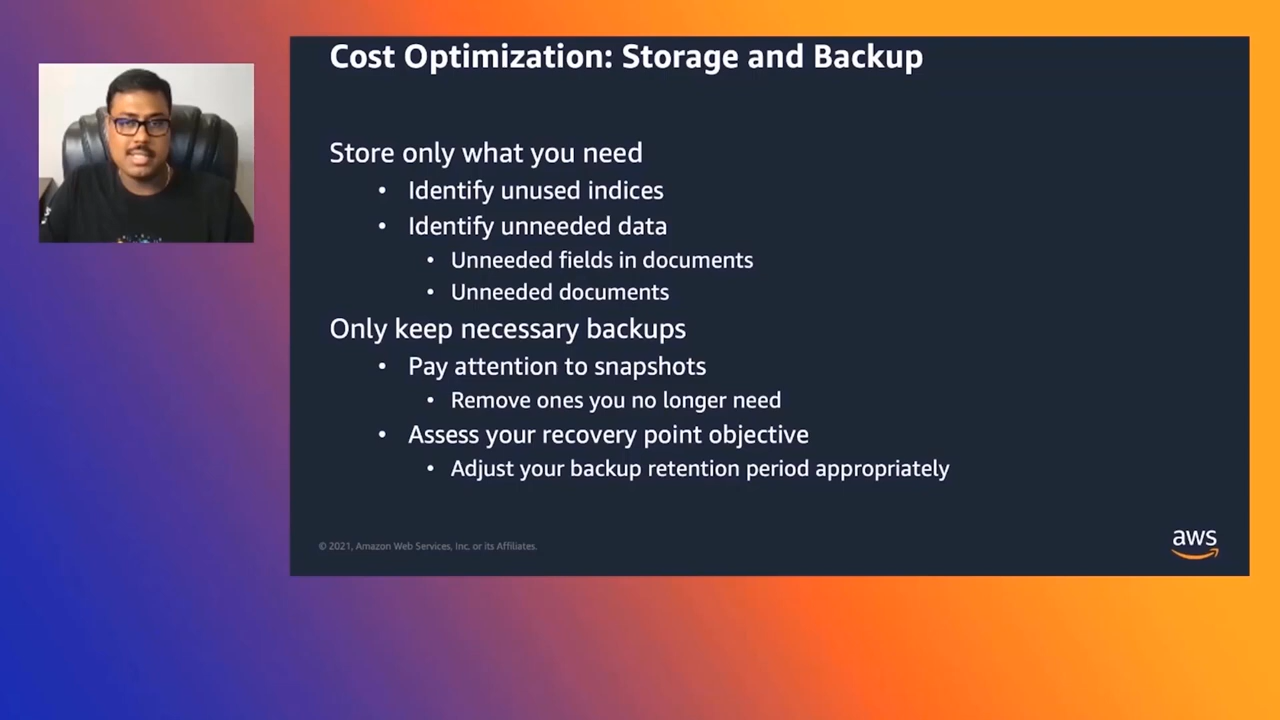 Cost Optimization: Storage and Backup
Store only what you need
• Identify unused indices
• Identify unneeded data
• Unneeded fields in documents
• Unneeded documents
Only keep necessary backups
• Pay attention to snapshots
• Remove ones you no longer need
• Assess your recovery point objective
• Adjust your backup retention period appropriately
© 2021, Amazon Web Services, Inc. or its Affiliates.
aws